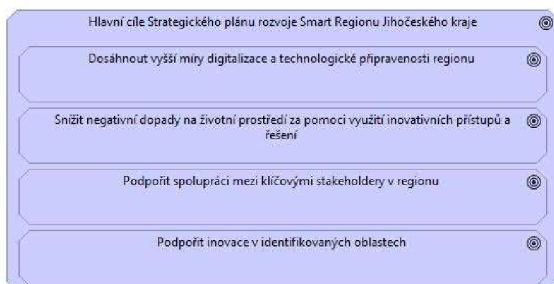 Hlavní cíle Strategického plánu rozvoje Smart Regionu Jihočeského kraje
Dosáhnout vyšší míry digitalizace a technologické připravenosti regionu
Snížit negativní dopady na životní prostředí za pomoci využití inovativních přístupů a
řešení
Podpořit spolupráci mezi klíčovými stakeholdery v regionu
Podpořit inovace v identifikovaných oblastech